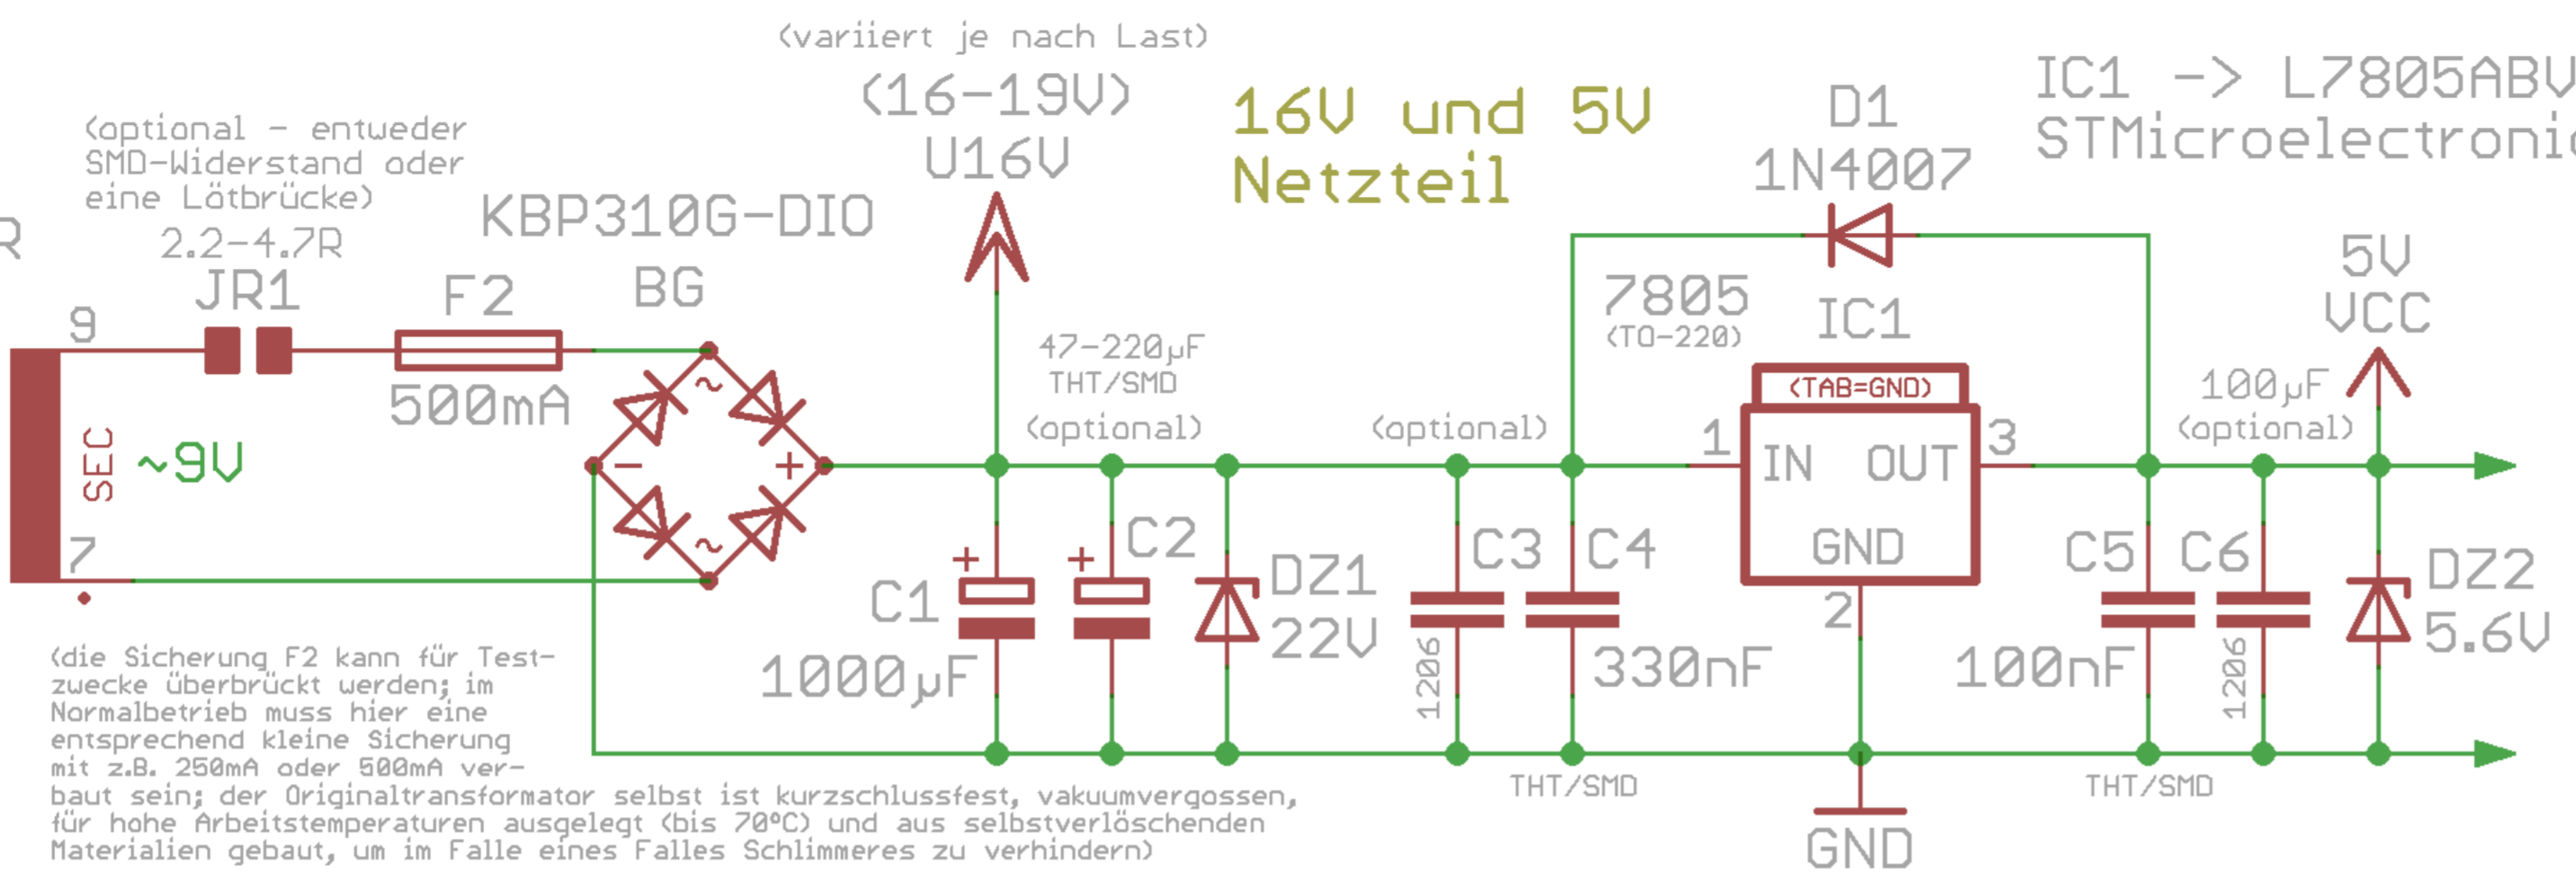 (variiert je nach Last)
(16-19V)
U16V
16V und 5V
Netzteil
D1
1N4007
IC1 -> L7805ABV
(optional - entweder
SMD-Widerstand oder
eine Lötbrücke)
2.2-4.7R
JR1
F2
500mA
KBP310G-DIO
BG
9
7
SEC
~9V
~
~
-
+
47-220µF
THT/SMD
(optional)
(optional)
7805
(TO-220)
IC1
(TAB=GND)
1
IN
OUT
3
GND
2
5V
VCC
100µF
(optional)
+
C1
1000µF
+
C2
DZ1
22V
C3
1206
C4
330nF
C5
100nF
C6
1206
DZ2
5.6V
THT/SMD
THT/SMD
GND
(die Sicherung F2 kann für Test-
zwecke überbrückt werden; im
Normalbetrieb muss hier eine
entsprechend kleine Sicherung
mit z.B. 250mA oder 500mA ver-
baut sein; der Originaltransformator selbst ist kurzschlussfest, vakuumvergossen,
für hohe Arbeitstemperaturen ausgelegt (bis 70°C) und aus selbstverlöschenden
Materialien gebaut, um im Falle eines Falles Schlimmeres zu verhindern)